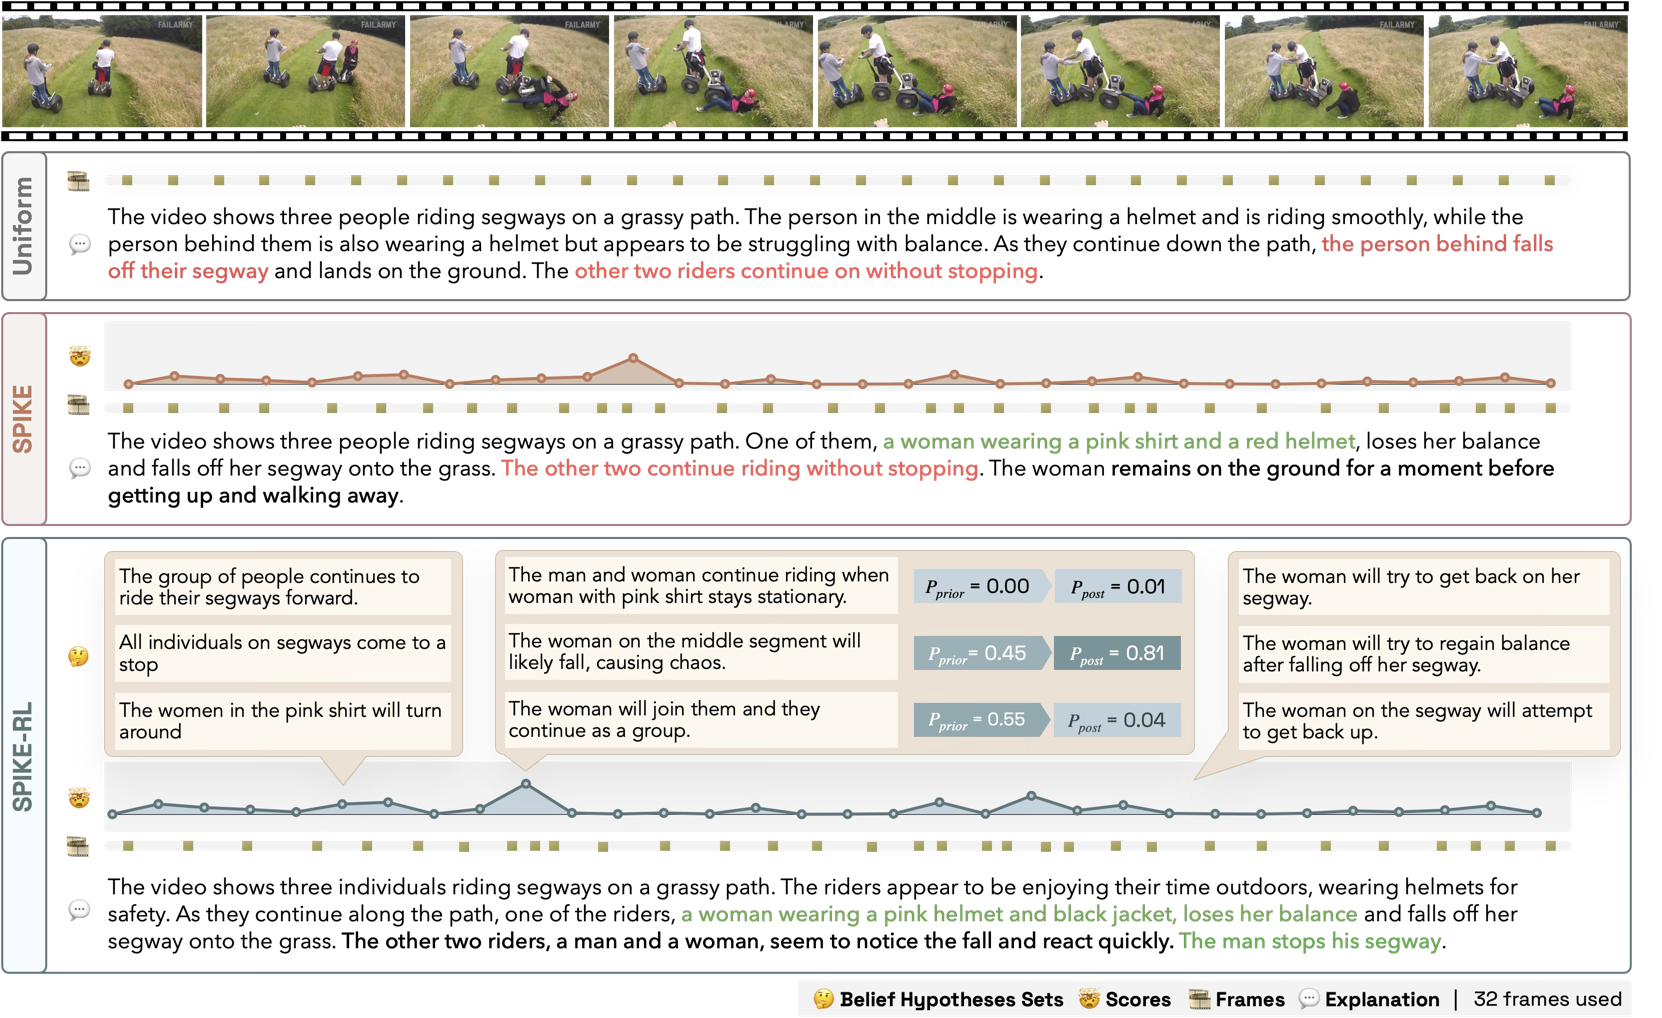 FAILARMY
FAILARMY
FAILARMY
FAILARMY
FAILARMY
FAILARMY
Uniform
The video shows three people riding segways on a grassy path. The person in the middle is wearing a helmet and is riding smoothly, while the
person behind them is also wearing a helmet but appears to be struggling with balance. As they continue down the path, the person behind falls
off their segway and lands on the ground. The other two riders continue on without stopping.
SPIKE
The video shows three people riding segways on a grassy path. One of them, a woman wearing a pink shirt and a red helmet, loses her balance
and falls off her segway onto the grass. The other two continue riding without stopping. The woman remains on the ground for a moment before
getting up and walking away.
SPIKE-RL
The group of people continues to
ride their segways forward.
All individuals on segways come to a
stop
The women in the pink shirt will turn
around
The man and woman continue riding when
woman with pink shirt stays stationary.
P_prior = 0.00 P_post = 0.01
The woman on the middle segment will
likely fall, causing chaos.
P_prior = 0.45 P_post = 0.81
The woman will join them and they
continue as a group.
P_prior = 0.55 P_post = 0.04
The woman will try to get back on her
segway.
The woman will try to regain balance
after falling off her segway.
The woman on the segway will attempt
to get back up.
The video shows three individuals riding segways on a grassy path. The riders appear to be enjoying their time outdoors, wearing helmets for
safety. As they continue along the path, one of the riders, a woman wearing a pink helmet and black jacket, loses her balance and falls off her
segway onto the grass. The other two riders, a man and a woman, seem to notice the fall and react quickly. The man stops his segway.
Belief Hypotheses Sets Scores Frames Explanation | 32 frames used